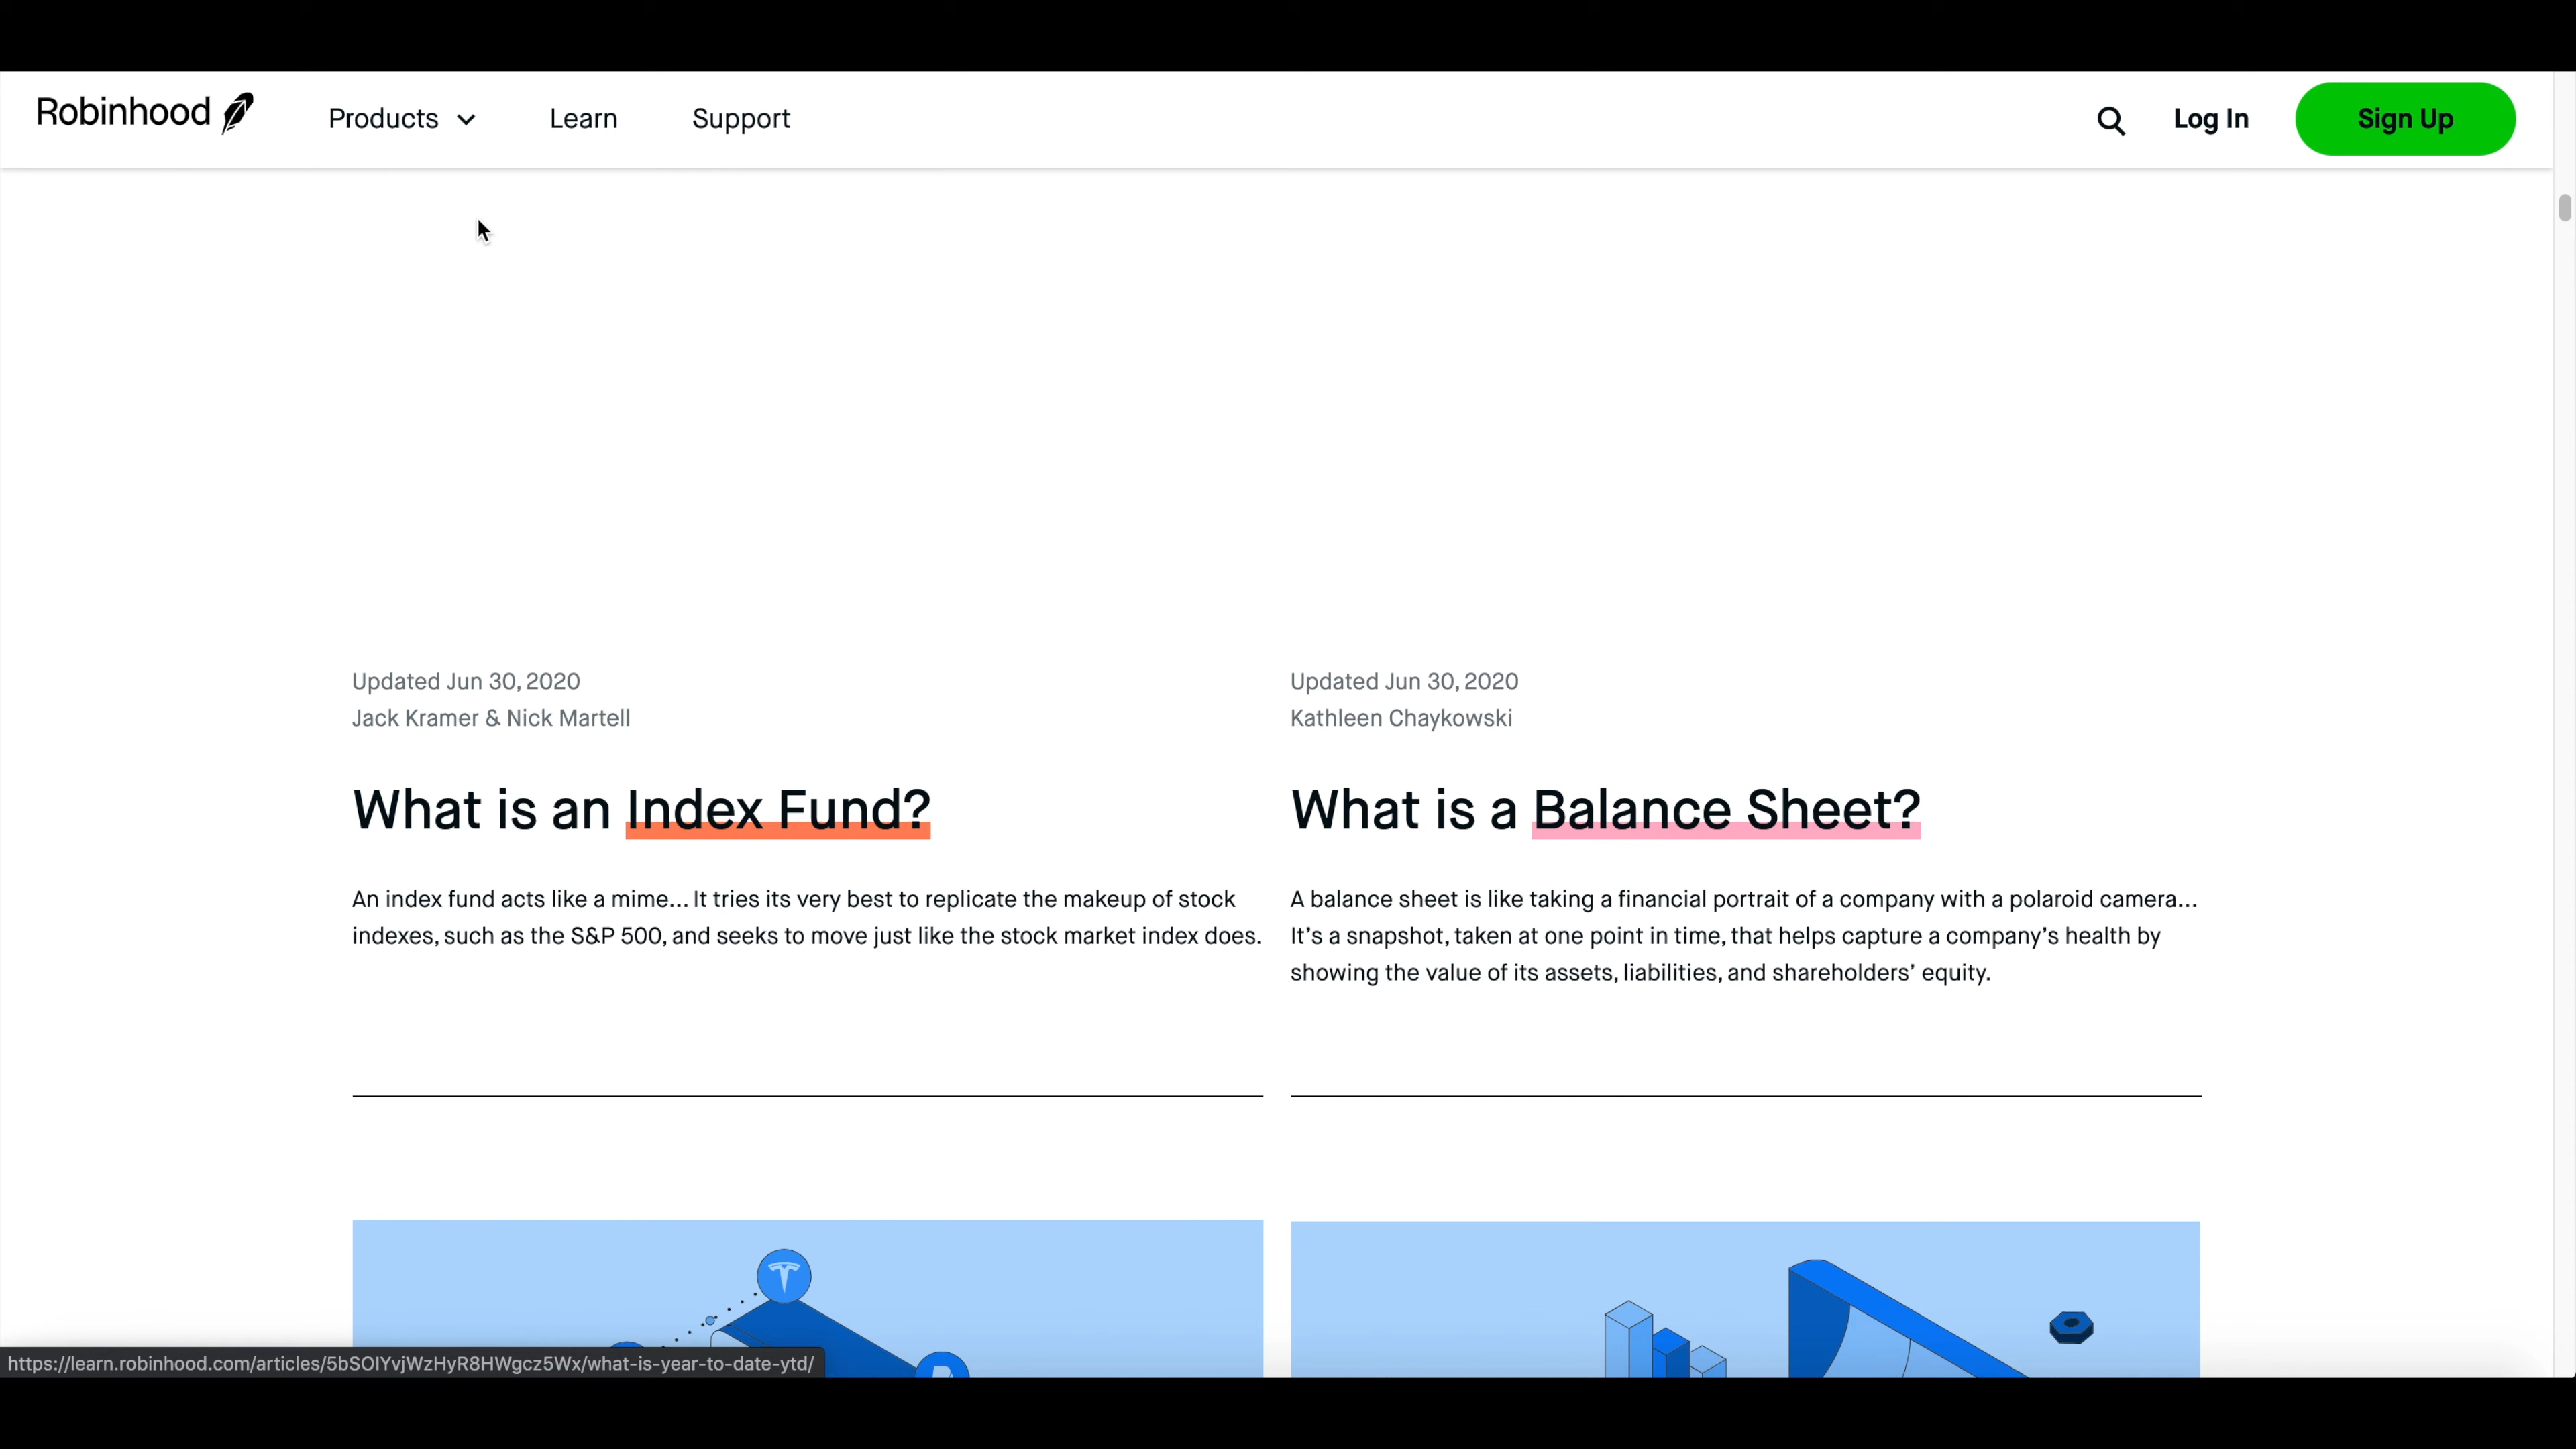 Robinhood
Products
Learn
Support
Log In
Sign Up
Updated Jun 30, 2020
Jack Kramer & Nick Martell
What is an Index Fund?
An index fund acts like a mime... It tries its very best to replicate the makeup of stock
indexes, such as the S&P 500, and seeks to move just like the stock market index does.
Updated Jun 30, 2020
Kathleen Chaykowski
What is a Balance Sheet?
A balance sheet is like taking a financial portrait of a company with a polaroid camera...
It’s a snapshot, taken at one point in time, that helps capture a company’s health by
showing the value of its assets, liabilities, and shareholders’ equity.
https://learn.robinhood.com/articles/5bSOlYvjWzHyR8HWgcz5Wx/what-is-year-to-date-ytd/